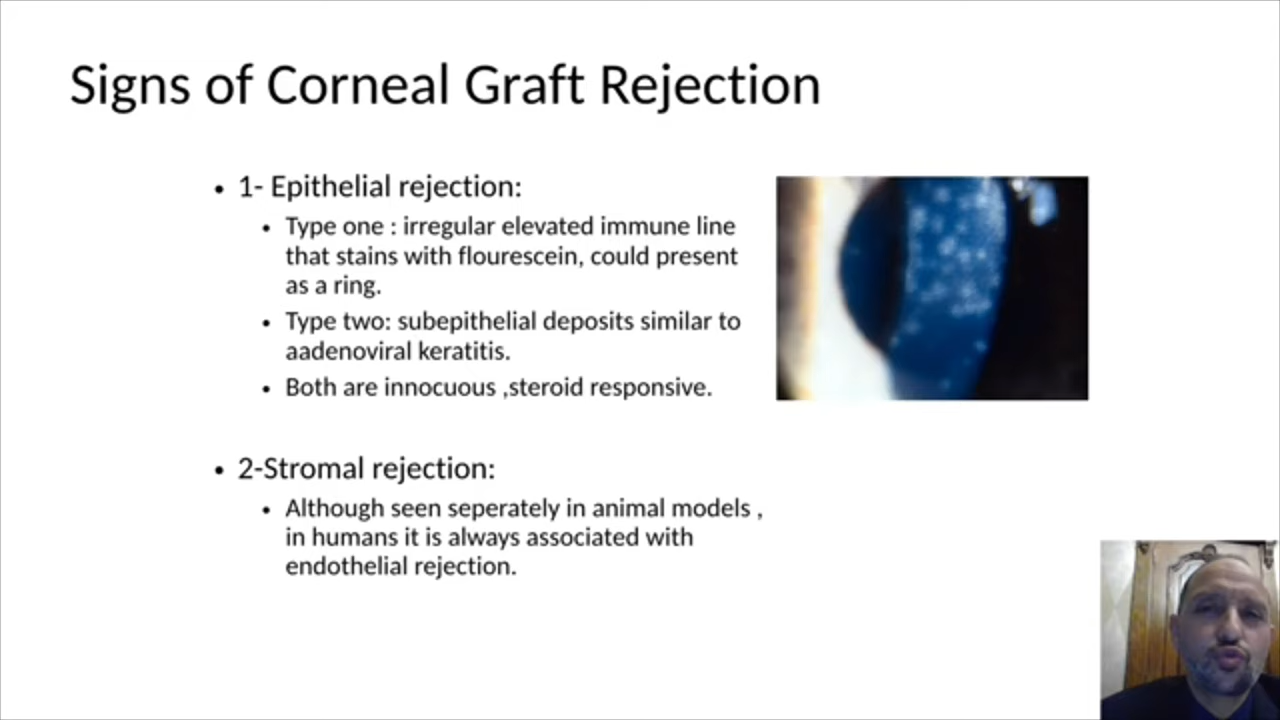 Signs of Corneal Graft Rejection
• 1- Epithelial rejection:
• Type one : irregular elevated immune line
that stains with flourescein, could present
as a ring.
• Type two: subepithelial deposits similar to
aadenoviral keratitis.
• Both are innocuous ,steroid responsive.
• 2-Stromal rejection:
• Although seen seperately in animal models ,
in humans it is always associated with
endothelial rejection.